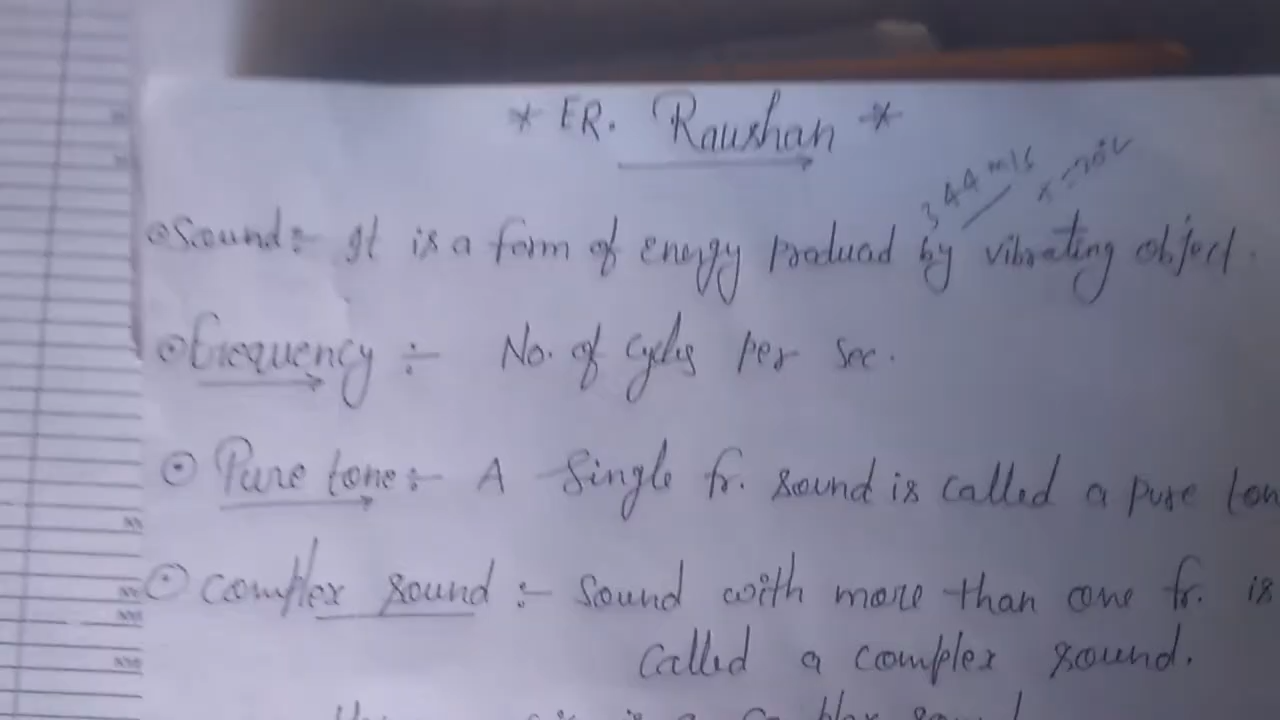 * ER. Raushan *
344 m/s
⊙ Sound:- It is a form of energy produced by vibrating object.
⊙ frequency :- No. of cycles per sec.
⊙ Pure tone:- A Single fr. sound is called a pure ton
⊙ Complex sound :- Sound with more than one fr. is
called a complex sound.
is a